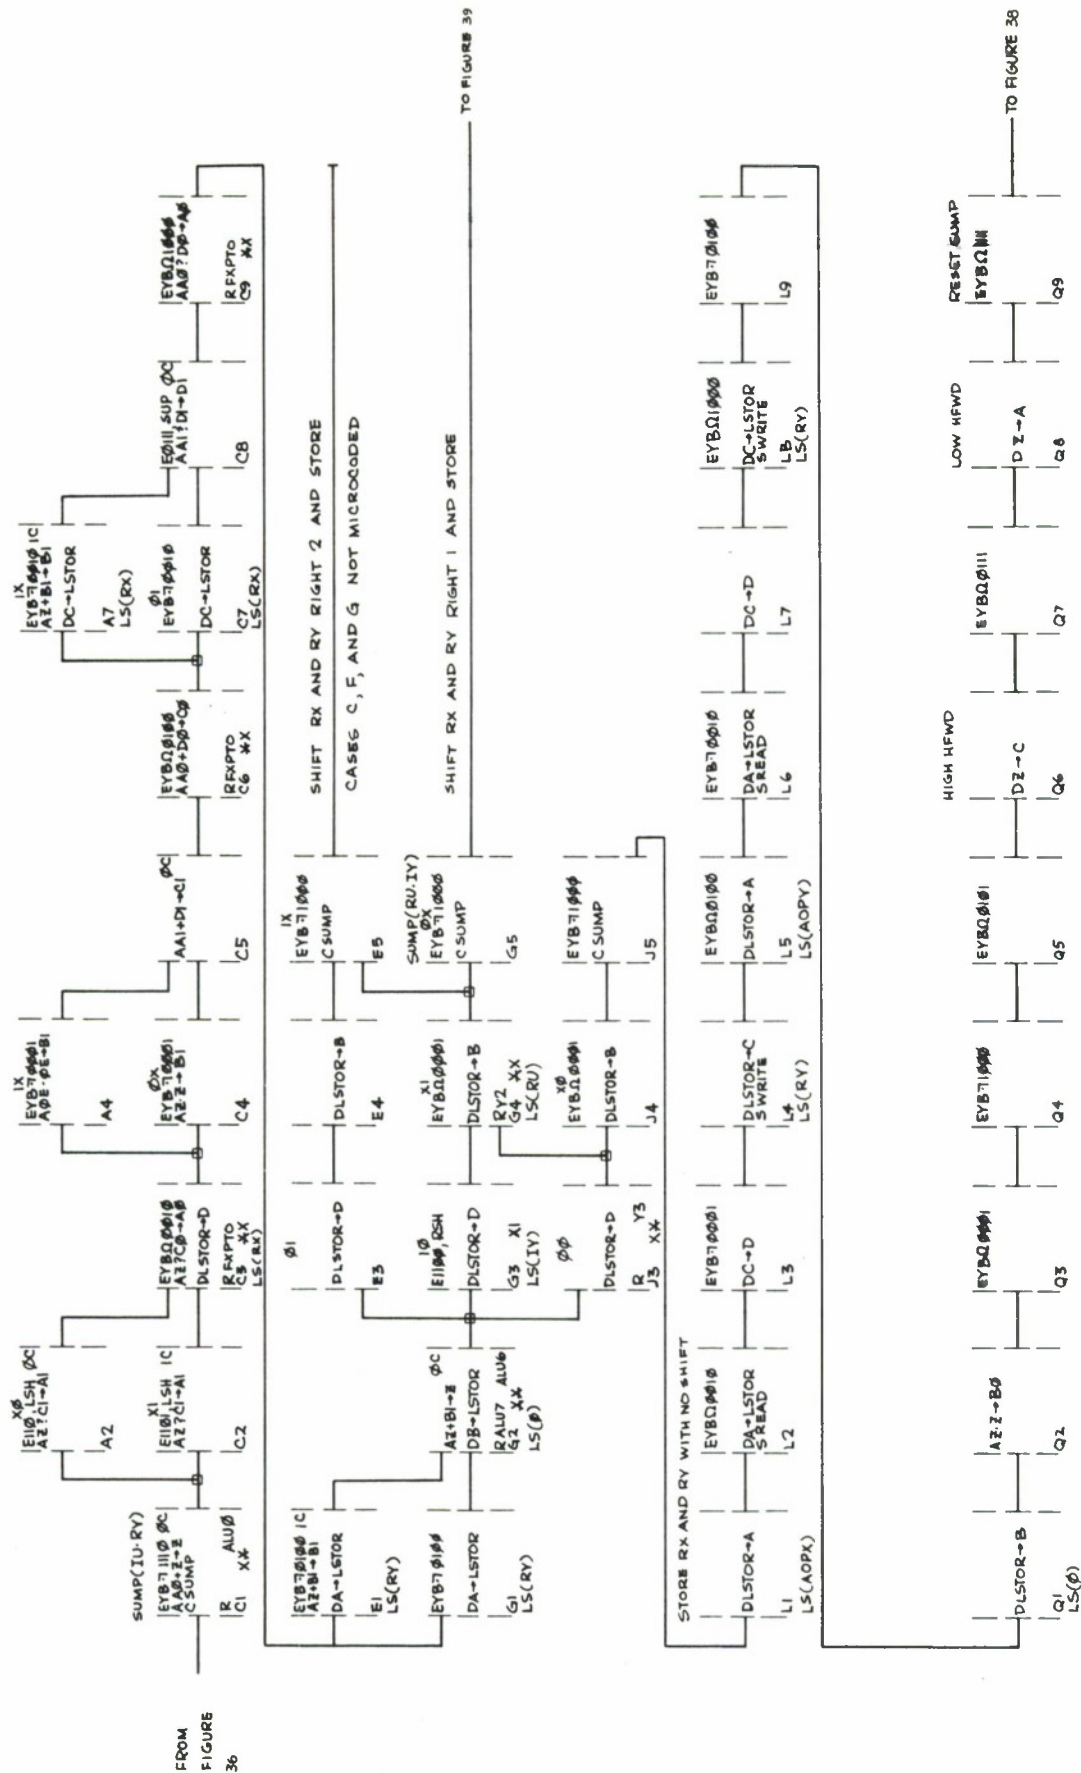 FROM
FIGURE
36
SUMP(IU·RY)
EYB¬111Ø ØC
AAØ+Z→Z
CSUMP
R ALUØ
C1 XX
XØ
E11Ø,LSH ØC
AZ?C1→A1
A2
X1
E11Ø1,LSH 1C
AZ?C1→A1
C2
EYBΩØØ1Ø
AZ?CØ→AØ
DLSTOR→D
RFXPTO
C3 XX
LS(RX)
1X
EYB¬ØØØ1
AØE·ØE→B1
A4
ØX
EYB¬ØØØ1
AZ·Z→B1
C4
ØC
AA1+D1→C1
C5
EYBΩØ1ØØ
AAØ+DØ→CØ
RFXPTO
C6 XX
1X
EYB¬ØØ1Ø 1C
AZ+B1→B1
DC→LSTOR
A7
LS(RX)
Ø1
EYB¬ØØ1Ø
DC→LSTOR
C7
LS(RX)
EØ111,SUP ØC
AA1?D1→D1
C8
EYBΩ1ØØØ
AAØ?DØ→AØ
RFXPTO
C9 XX
EYB¬Ø1ØØ 1C
AZ+B1→B1
DA→LSTOR
E1
LS(RY)
EYB¬Ø1ØØ
DA→LSTOR
G1
LS(RY)
AZ+B1→Z ØC
DB→LSTOR
RALU7 ALU6
G2 XX
LS(Ø)
Ø1
DLSTOR→D
E3
1Ø
E11ØØ,RSH
DLSTOR→D
G3 X1
LS(IY)
ØØ
DLSTOR→D
R Y3
J3 XX
DLSTOR→B
E4
X1
EYBΩØØØ1
DLSTOR→B
RY2
G4 XX
LS(RU)
XØ
EYBΩØØØ1
DLSTOR→B
J4
1X
EYB¬1ØØØ
CSUMP
E5
SUMP(RU·IY)
ØX
EYB¬1ØØØ
CSUMP
G5
EYB¬1ØØØ
CSUMP
J5
SHIFT RX AND RY RIGHT 2 AND STORE
CASES C, F, AND G NOT MICROCODED
SHIFT RX AND RY RIGHT 1 AND STORE
TO FIGURE 39
STORE RX AND RY WITH NO SHIFT
DLSTOR→A
L1
LS(AOPX)
EYBΩØØ1Ø
DA→LSTOR
SREAD
L2
EYB¬ØØØ1
DC→D
L3
DLSTOR→C
SWRITE
L4
LS(RY)
EYBΩØ1ØØ
DLSTOR→A
L5
LS(AOPY)
EYB¬ØØ1Ø
DA→LSTOR
SREAD
L6
DC→D
L7
EYBΩ1ØØØ
DC→LSTOR
SWRITE
L8
LS(RY)
EYB¬Ø1ØØ
L9
DLSTOR→B
Q1
LS(Ø)
AZ·Z→BØ
Q2
EYBΩØØØ1
Q3
EYB¬1ØØØ
Q4
EYBΩØ1Ø1
Q5
HIGH HFWD
DZ→C
Q6
EYBΩØ111
Q7
LOW HFWD
DZ→A
Q8
RESET SUMP
EYBΩ1111
Q9
TO FIGURE 38